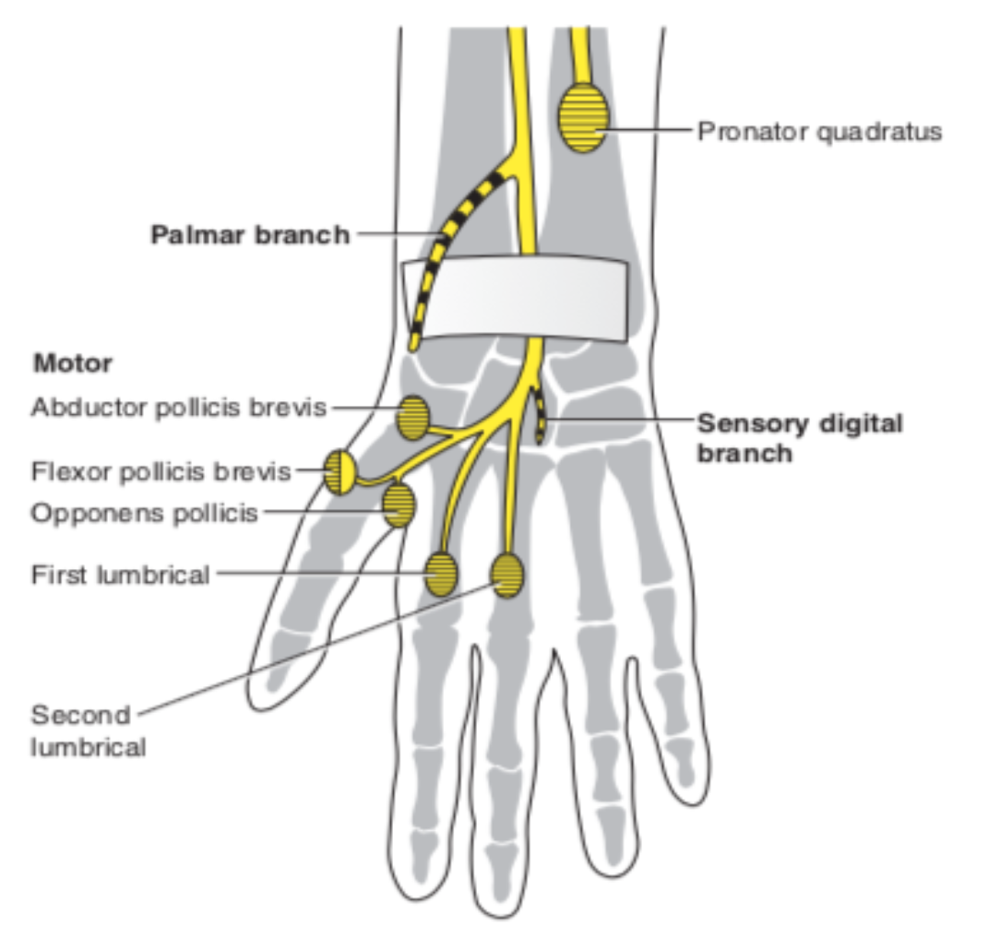 Pronator quadratus
Palmar branch
Motor
Abductor pollicis brevis
Flexor pollicis brevis
Opponens pollicis
First lumbrical
Sensory digital
branch
Second
lumbrical